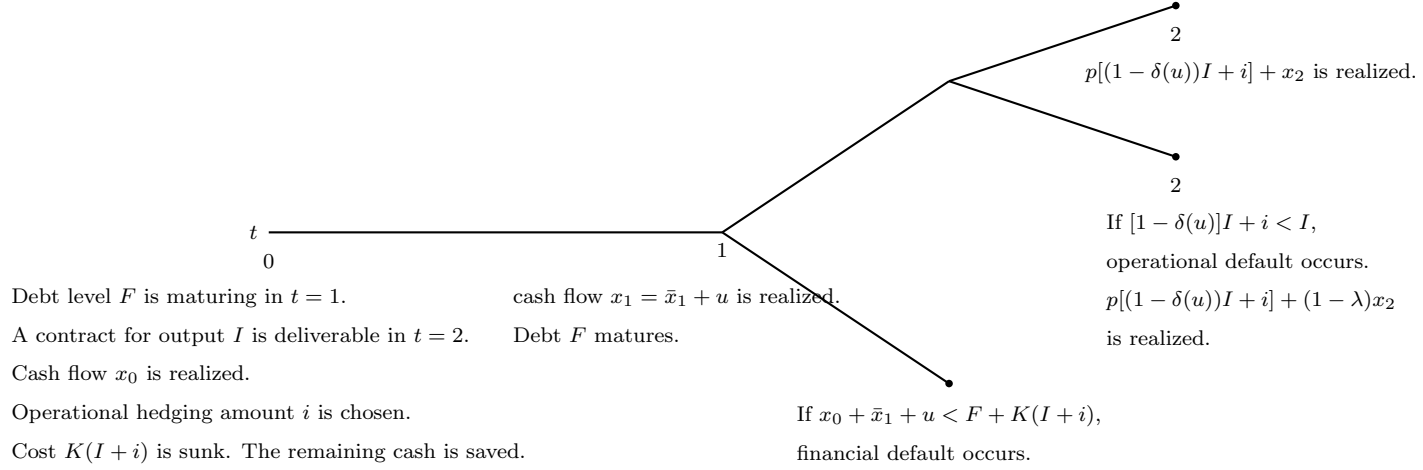 2
p[(1 − δ(u))I + i] + x₂ is realized.
2
If [1 − δ(u)]I + i < I,
operational default occurs.
p[(1 − δ(u))I + i] + (1 − λ)x₂
is realized.
t
0
1
Debt level F is maturing in t = 1.
A contract for output I is deliverable in t = 2.
Cash flow x₀ is realized.
Operational hedging amount i is chosen.
Cost K(I + i) is sunk. The remaining cash is saved.
cash flow x₁ = x̄₁ + u is realized.
Debt F matures.
If x₀ + x̄₁ + u < F + K(I + i),
financial default occurs.